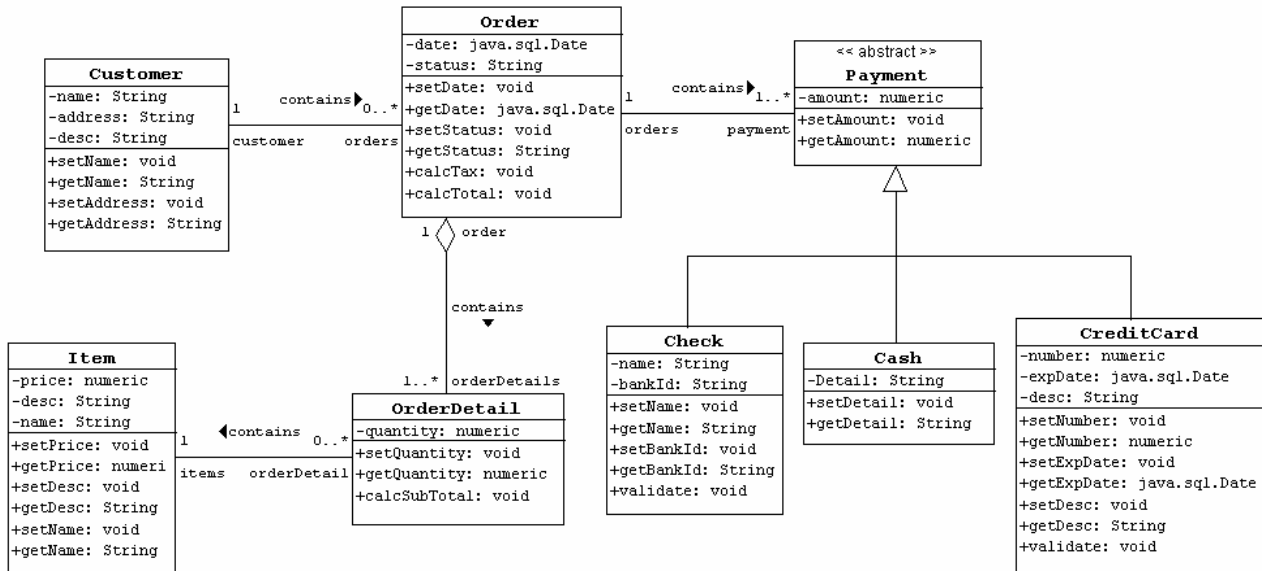 Order
-date: java.sql.Date
-status: String
+setDate: void
+getDate: java.sql.Date
+setStatus: void
+getStatus: String
+calcTax: void
+calcTotal: void
Customer
-name: String
-address: String
-desc: String
+setName: void
+getName: String
+setAddress: void
+getAddress: String
1
contains
0..*
customer
orders
<< abstract >>
Payment
-amount: numeric
+setAmount: void
+getAmount: numeric
1
contains
1..*
orders
payment
1
order
contains
1..*
orderDetails
Item
-price: numeric
-desc: String
-name: String
+setPrice: void
+getPrice: numeri
+setDesc: void
+getDesc: String
+setName: void
+getName: String
1
contains
0..*
items
orderDetail
OrderDetail
-quantity: numeric
+setQuantity: void
+getQuantity: numeric
+calcSubTotal: void
Check
-name: String
-bankId: String
+setName: void
+getName: String
+setBankId: void
+getBankId: String
+validate: void
Cash
-Detail: String
+setDetail: void
+getDetail: String
CreditCard
-number: numeric
-expDate: java.sql.Date
-desc: String
+setNumber: void
+getNumber: numeric
+setExpDate: void
+getExpDate: java.sql.Date
+setDesc: void
+getDesc: String
+validate: void